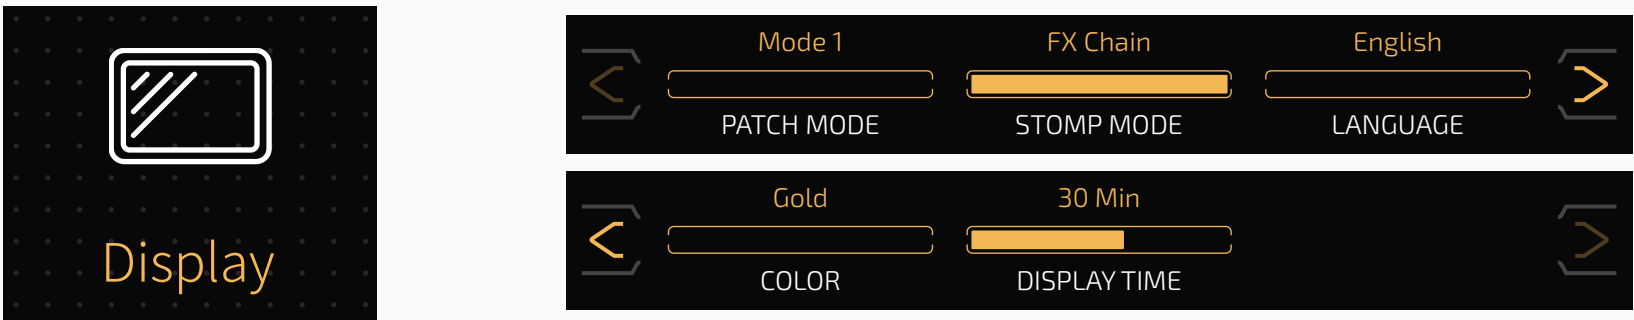 Display
Mode 1 FX Chain English
PATCH MODE STOMP MODE LANGUAGE
Gold 30 Min
COLOR DISPLAY TIME